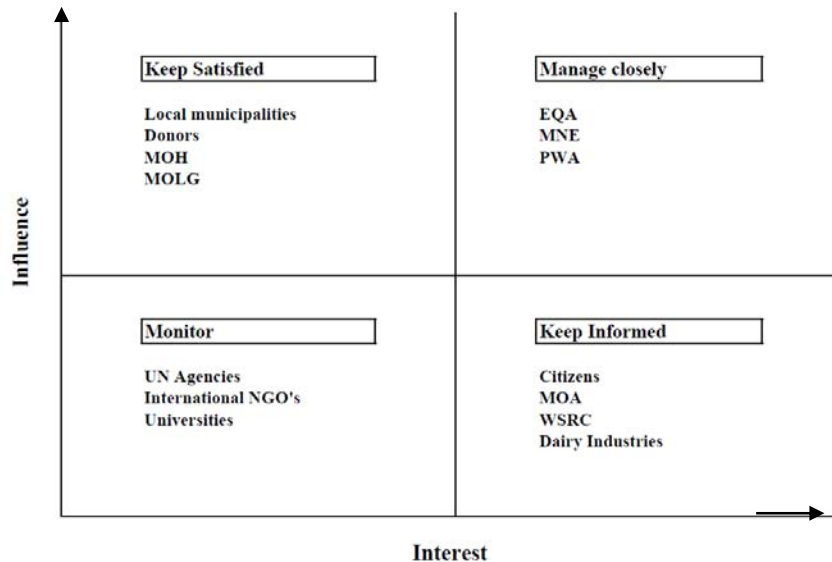 Keep Satisfied
Local municipalities
Donors
MOH
MOLG
Manage closely
EQA
MNE
PWA
Influence
Monitor
UN Agencies
International NGO's
Universities
Keep Informed
Citizens
MOA
WSRC
Dairy Industries
Interest